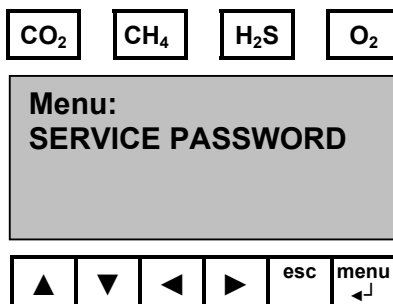 CO₂ CH₄ H₂S O₂
Menu:
SERVICE PASSWORD
▲ ▼ ◄ ► esc menu
↵